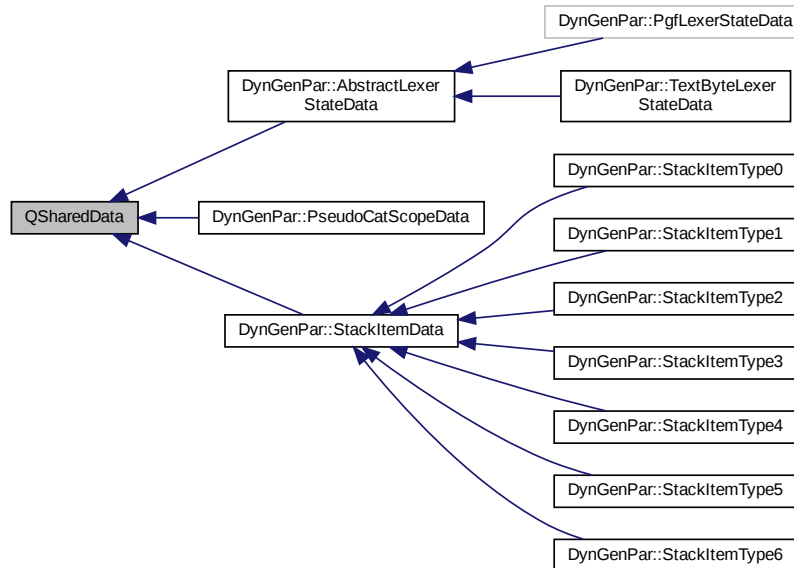 DynGenPar::PgfLexerStateData
DynGenPar::AbstractLexer
StateData
DynGenPar::TextByteLexer
StateData
DynGenPar::StackItemType0
QSharedData
DynGenPar::PseudoCatScopeData
DynGenPar::StackItemType1
DynGenPar::StackItemType2
DynGenPar::StackItemData
DynGenPar::StackItemType3
DynGenPar::StackItemType4
DynGenPar::StackItemType5
DynGenPar::StackItemType6